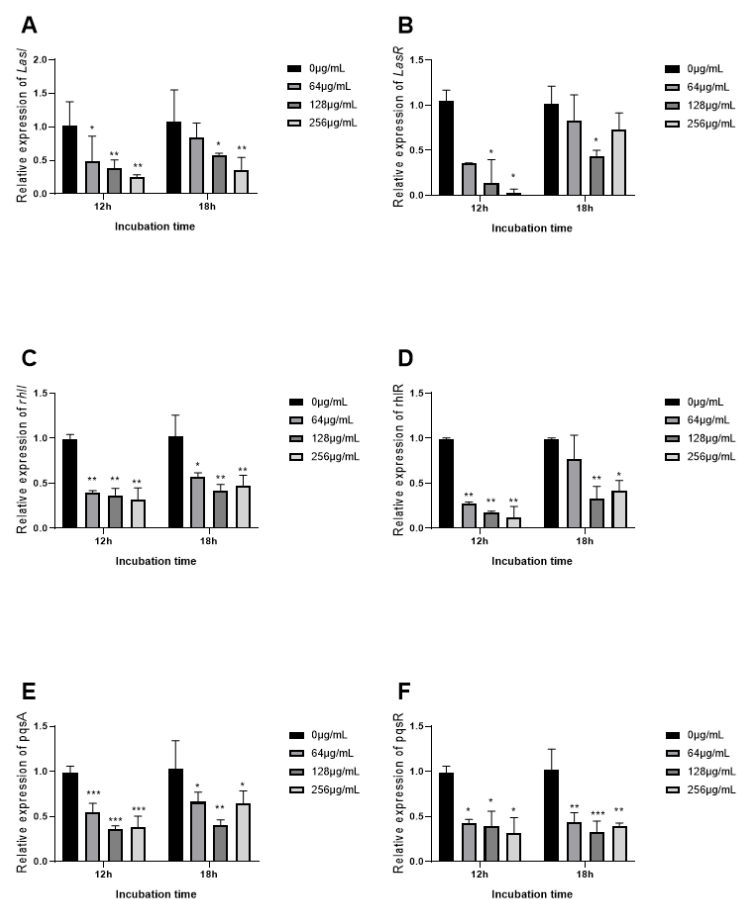 A
Relative expression of LasI
2.0
1.5
1.0
0.5
0.0
* ** ** * **
12h 18h
Incubation time
0µg/mL
64µg/mL
128µg/mL
256µg/mL
B
Relative expression of LasR
1.5
1.0
0.5
0.0
* * *
12h 18h
Incubation time
0µg/mL
64µg/mL
128µg/mL
256µg/mL
C
Relative expression of rhlI
1.5
1.0
0.5
0.0
** ** ** * ** **
12h 18h
Incubation time
0µg/mL
64µg/mL
128µg/mL
256µg/mL
D
Relative expression of rhlR
1.5
1.0
0.5
0.0
** ** ** ** *
12h 18h
Incubation time
0µg/mL
64µg/mL
128µg/mL
256µg/mL
E
Relative expression of pqsA
1.5
1.0
0.5
0.0
*** *** *** * ** *
12h 18h
Incubation time
0µg/mL
64µg/mL
128µg/mL
256µg/mL
F
Relative expression of pqsR
1.5
1.0
0.5
0.0
* * * ** *** **
12h 18h
Incubation time
0µg/mL
64µg/mL
128µg/mL
256µg/mL